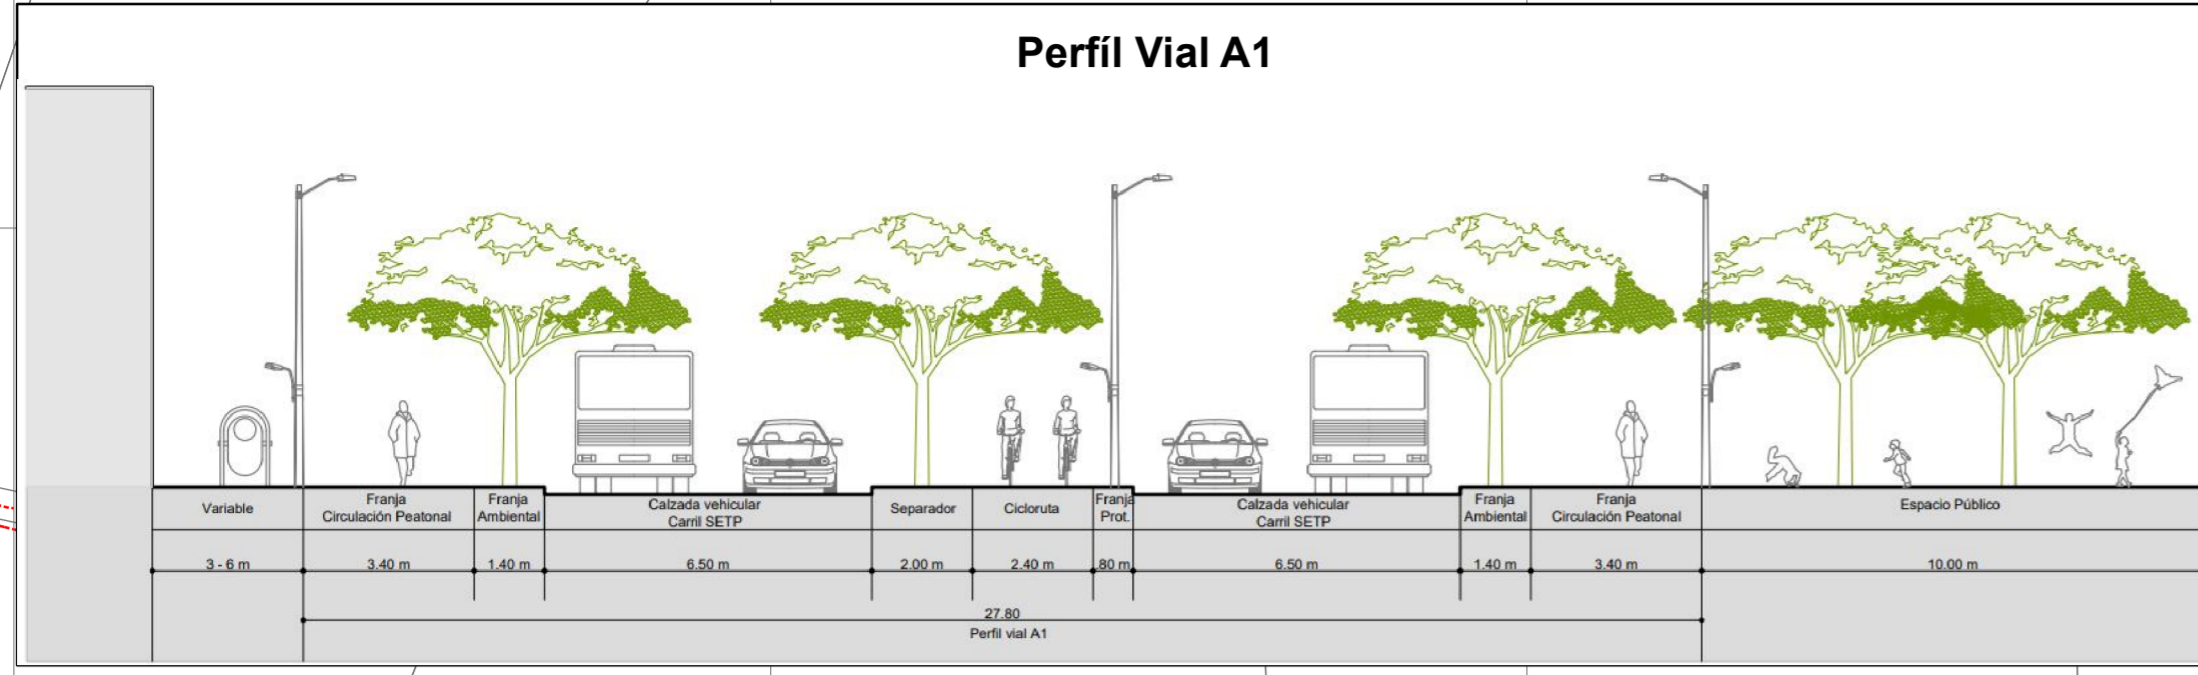 Perfíl Vial A1
Variable
Franja
Circulación Peatonal
Franja
Ambiental
Calzada vehicular
Carril SETP
Separador
Cicloruta
Franja
Prot.
Calzada vehicular
Carril SETP
Franja
Ambiental
Franja
Circulación Peatonal
Espacio Público
3 - 6 m
3.40 m
1.40 m
6.50 m
2.00 m
2.40 m
.80 m
6.50 m
1.40 m
3.40 m
10.00 m
27.80
Perfil vial A1